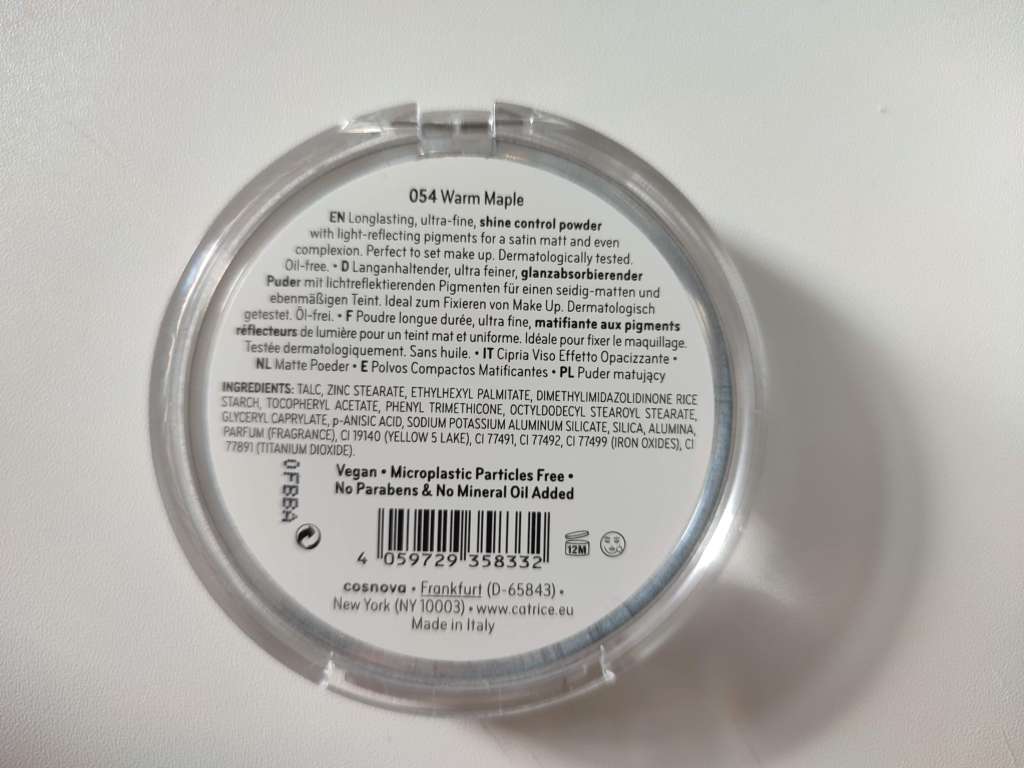 054 Warm Maple
EN Longlasting, ultra-fine, shine control powder
with light-reflecting pigments for a satin matt and even
complexion. Perfect to set make up. Dermatologically tested.
Oil-free. • D Langanhaltender, ultra feiner, glanzabsorbierender
Puder mit lichtreflektierenden Pigmenten für einen seidig-matten und
ebenmäßigen Teint. Ideal zum Fixieren von Make Up. Dermatologisch
getestet. Öl-frei. • F Poudre longue durée, ultra fine, matifiante aux pigments
réflecteurs de lumière pour un teint mat et uniforme. Idéale pour fixer le maquillage.
Testée dermatologiquement. Sans huile. • IT Cipria Viso Effetto Opacizzante •
NL Matte Poeder • E Polvos Compactos Matificantes • PL Puder matujący
INGREDIENTS: TALC, ZINC STEARATE, ETHYLHEXYL PALMITATE, DIMETHYLIMIDAZOLIDINONE RICE
STARCH, TOCOPHERYL ACETATE, PHENYL TRIMETHICONE, OCTYLDODECYL STEAROYL STEARATE,
GLYCERYL CAPRYLATE, p-ANISIC ACID, SODIUM POTASSIUM ALUMINUM SILICATE, SILICA, ALUMINA,
PARFUM (FRAGRANCE), CI 19140 (YELLOW 5 LAKE), CI 77491, CI 77492, CI 77499 (IRON OXIDES), CI
77891 (TITANIUM DIOXIDE).
0FBBA
Vegan • Microplastic Particles Free •
No Parabens & No Mineral Oil Added
4 059729 358332
12M
cosnova • Frankfurt (D-65843) •
New York (NY 10003) • www.catrice.eu
Made in Italy